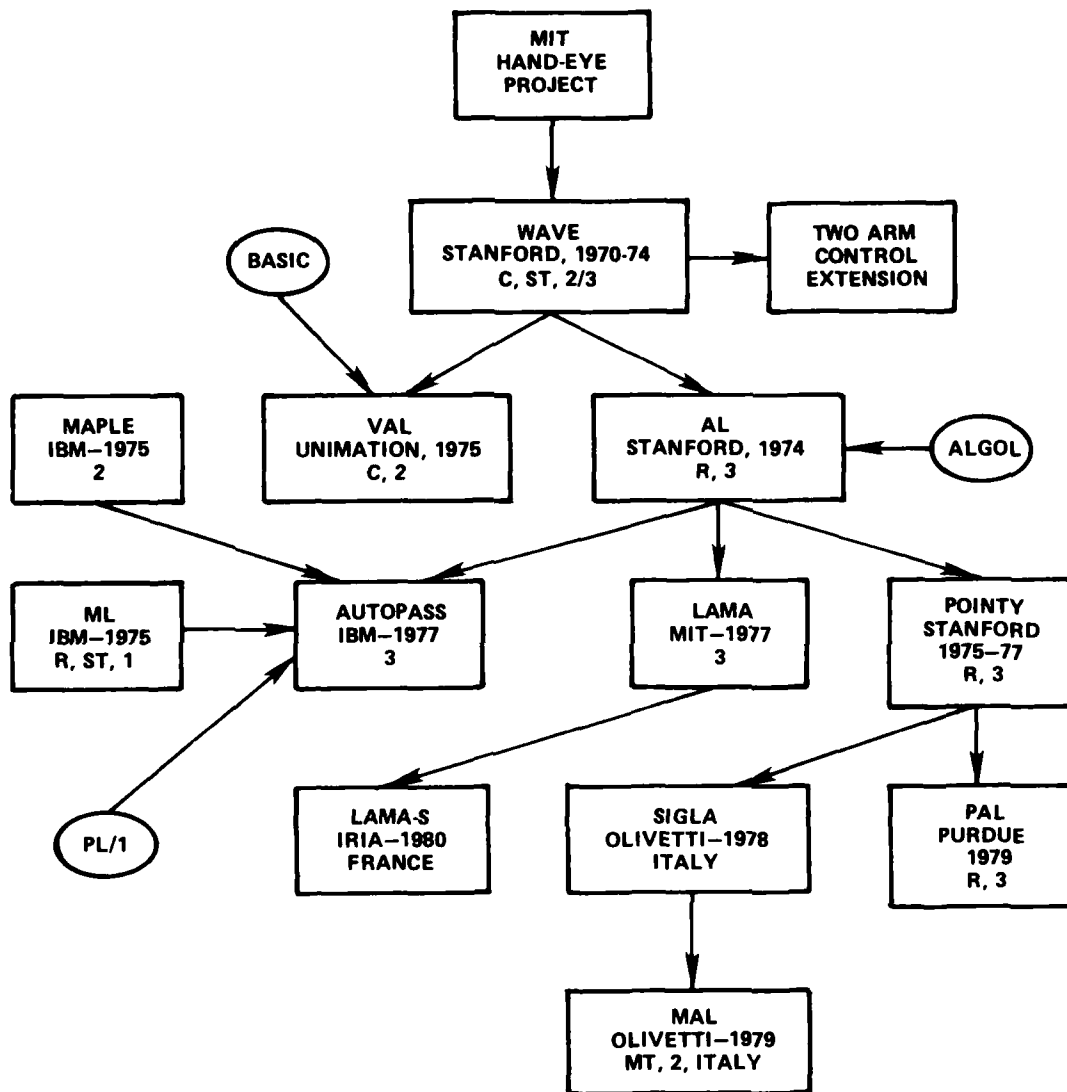 MIT
HAND-EYE
PROJECT
WAVE
STANFORD, 1970-74
C, ST, 2/3
TWO ARM
CONTROL
EXTENSION
BASIC
MAPLE
IBM—1975
2
VAL
UNIMATION, 1975
C, 2
AL
STANFORD, 1974
R, 3
ALGOL
ML
IBM—1975
R, ST, 1
AUTOPASS
IBM—1977
3
LAMA
MIT—1977
3
POINTY
STANFORD
1975—77
R, 3
PL/1
LAMA-S
IRIA—1980
FRANCE
SIGLA
OLIVETTI—1978
ITALY
PAL
PURDUE
1979
R, 3
MAL
OLIVETTI—1979
MT, 2, ITALY